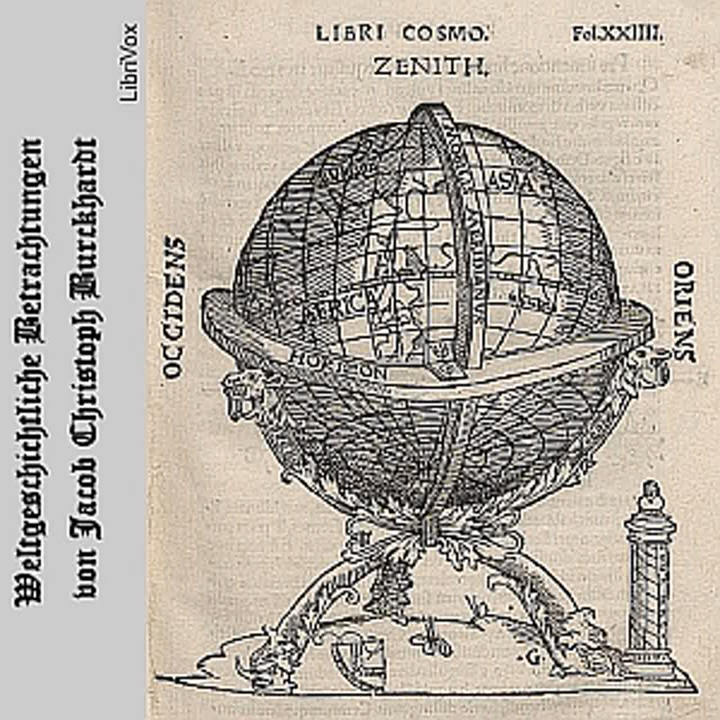 LibriVox
Weltgeschichtliche Betrachtungen
von Jacob Christoph Burckhardt
LIBRI COSMO.
Fol.XXIIII.
ZENITH.
ASIA
OCCIDENS
ORIENS
AFRICA
HORIZON
G